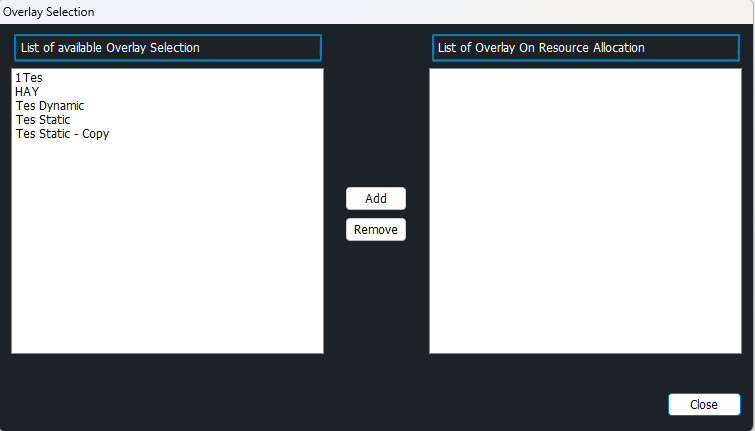 Overlay Selection
List of available Overlay Selection
List of Overlay On Resource Allocation
1Tes
HAY
Tes Dynamic
Tes Static
Tes Static - Copy
Add
Remove
Close